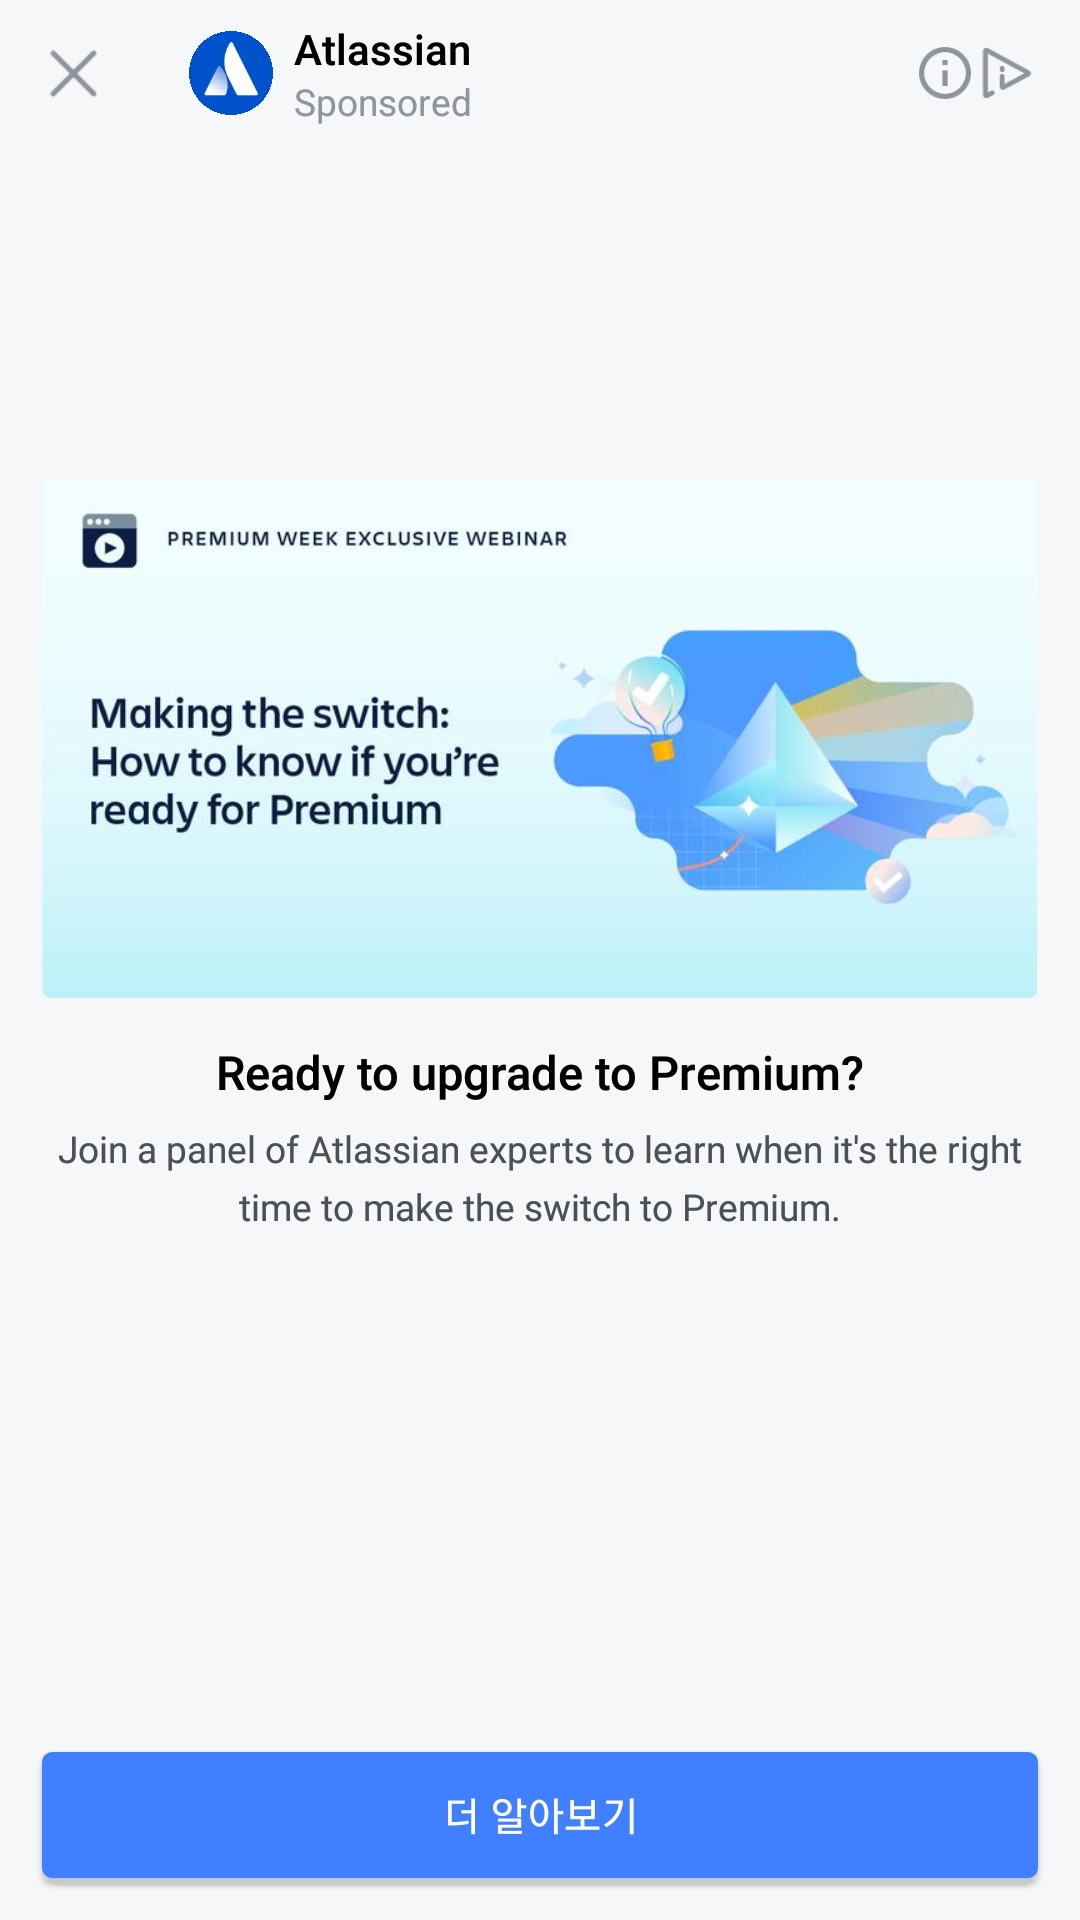 Atlassian
Sponsored
PREMIUM WEEK EXCLUSIVE WEBINAR
Making the switch:
How to know if you’re
ready for Premium
Ready to upgrade to Premium?
Join a panel of Atlassian experts to learn when it's the right
time to make the switch to Premium.
더 알아보기